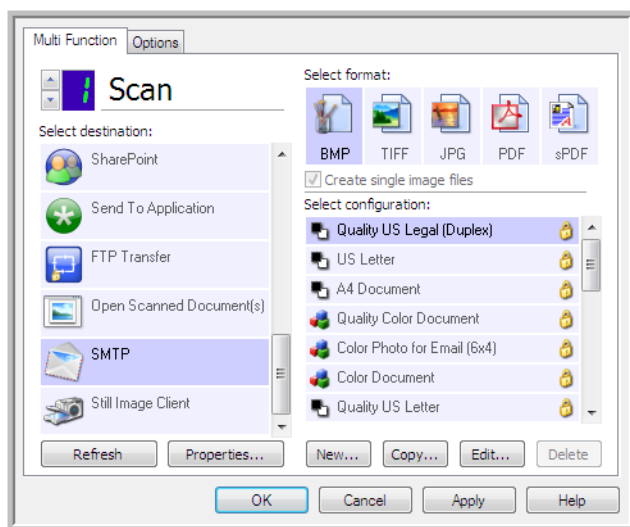 Multi Function
Options
1
Scan
Select destination:
SharePoint
Send To Application
FTP Transfer
Open Scanned Document(s)
SMTP
Still Image Client
Refresh
Properties...
Select format:
BMP
TIFF
JPG
PDF
sPDF
Create single image files
Select configuration:
Quality US Legal (Duplex)
US Letter
A4 Document
Quality Color Document
Color Photo for Email (6x4)
Color Document
Quality US Letter
New...
Copy...
Edit...
Delete
OK
Cancel
Apply
Help